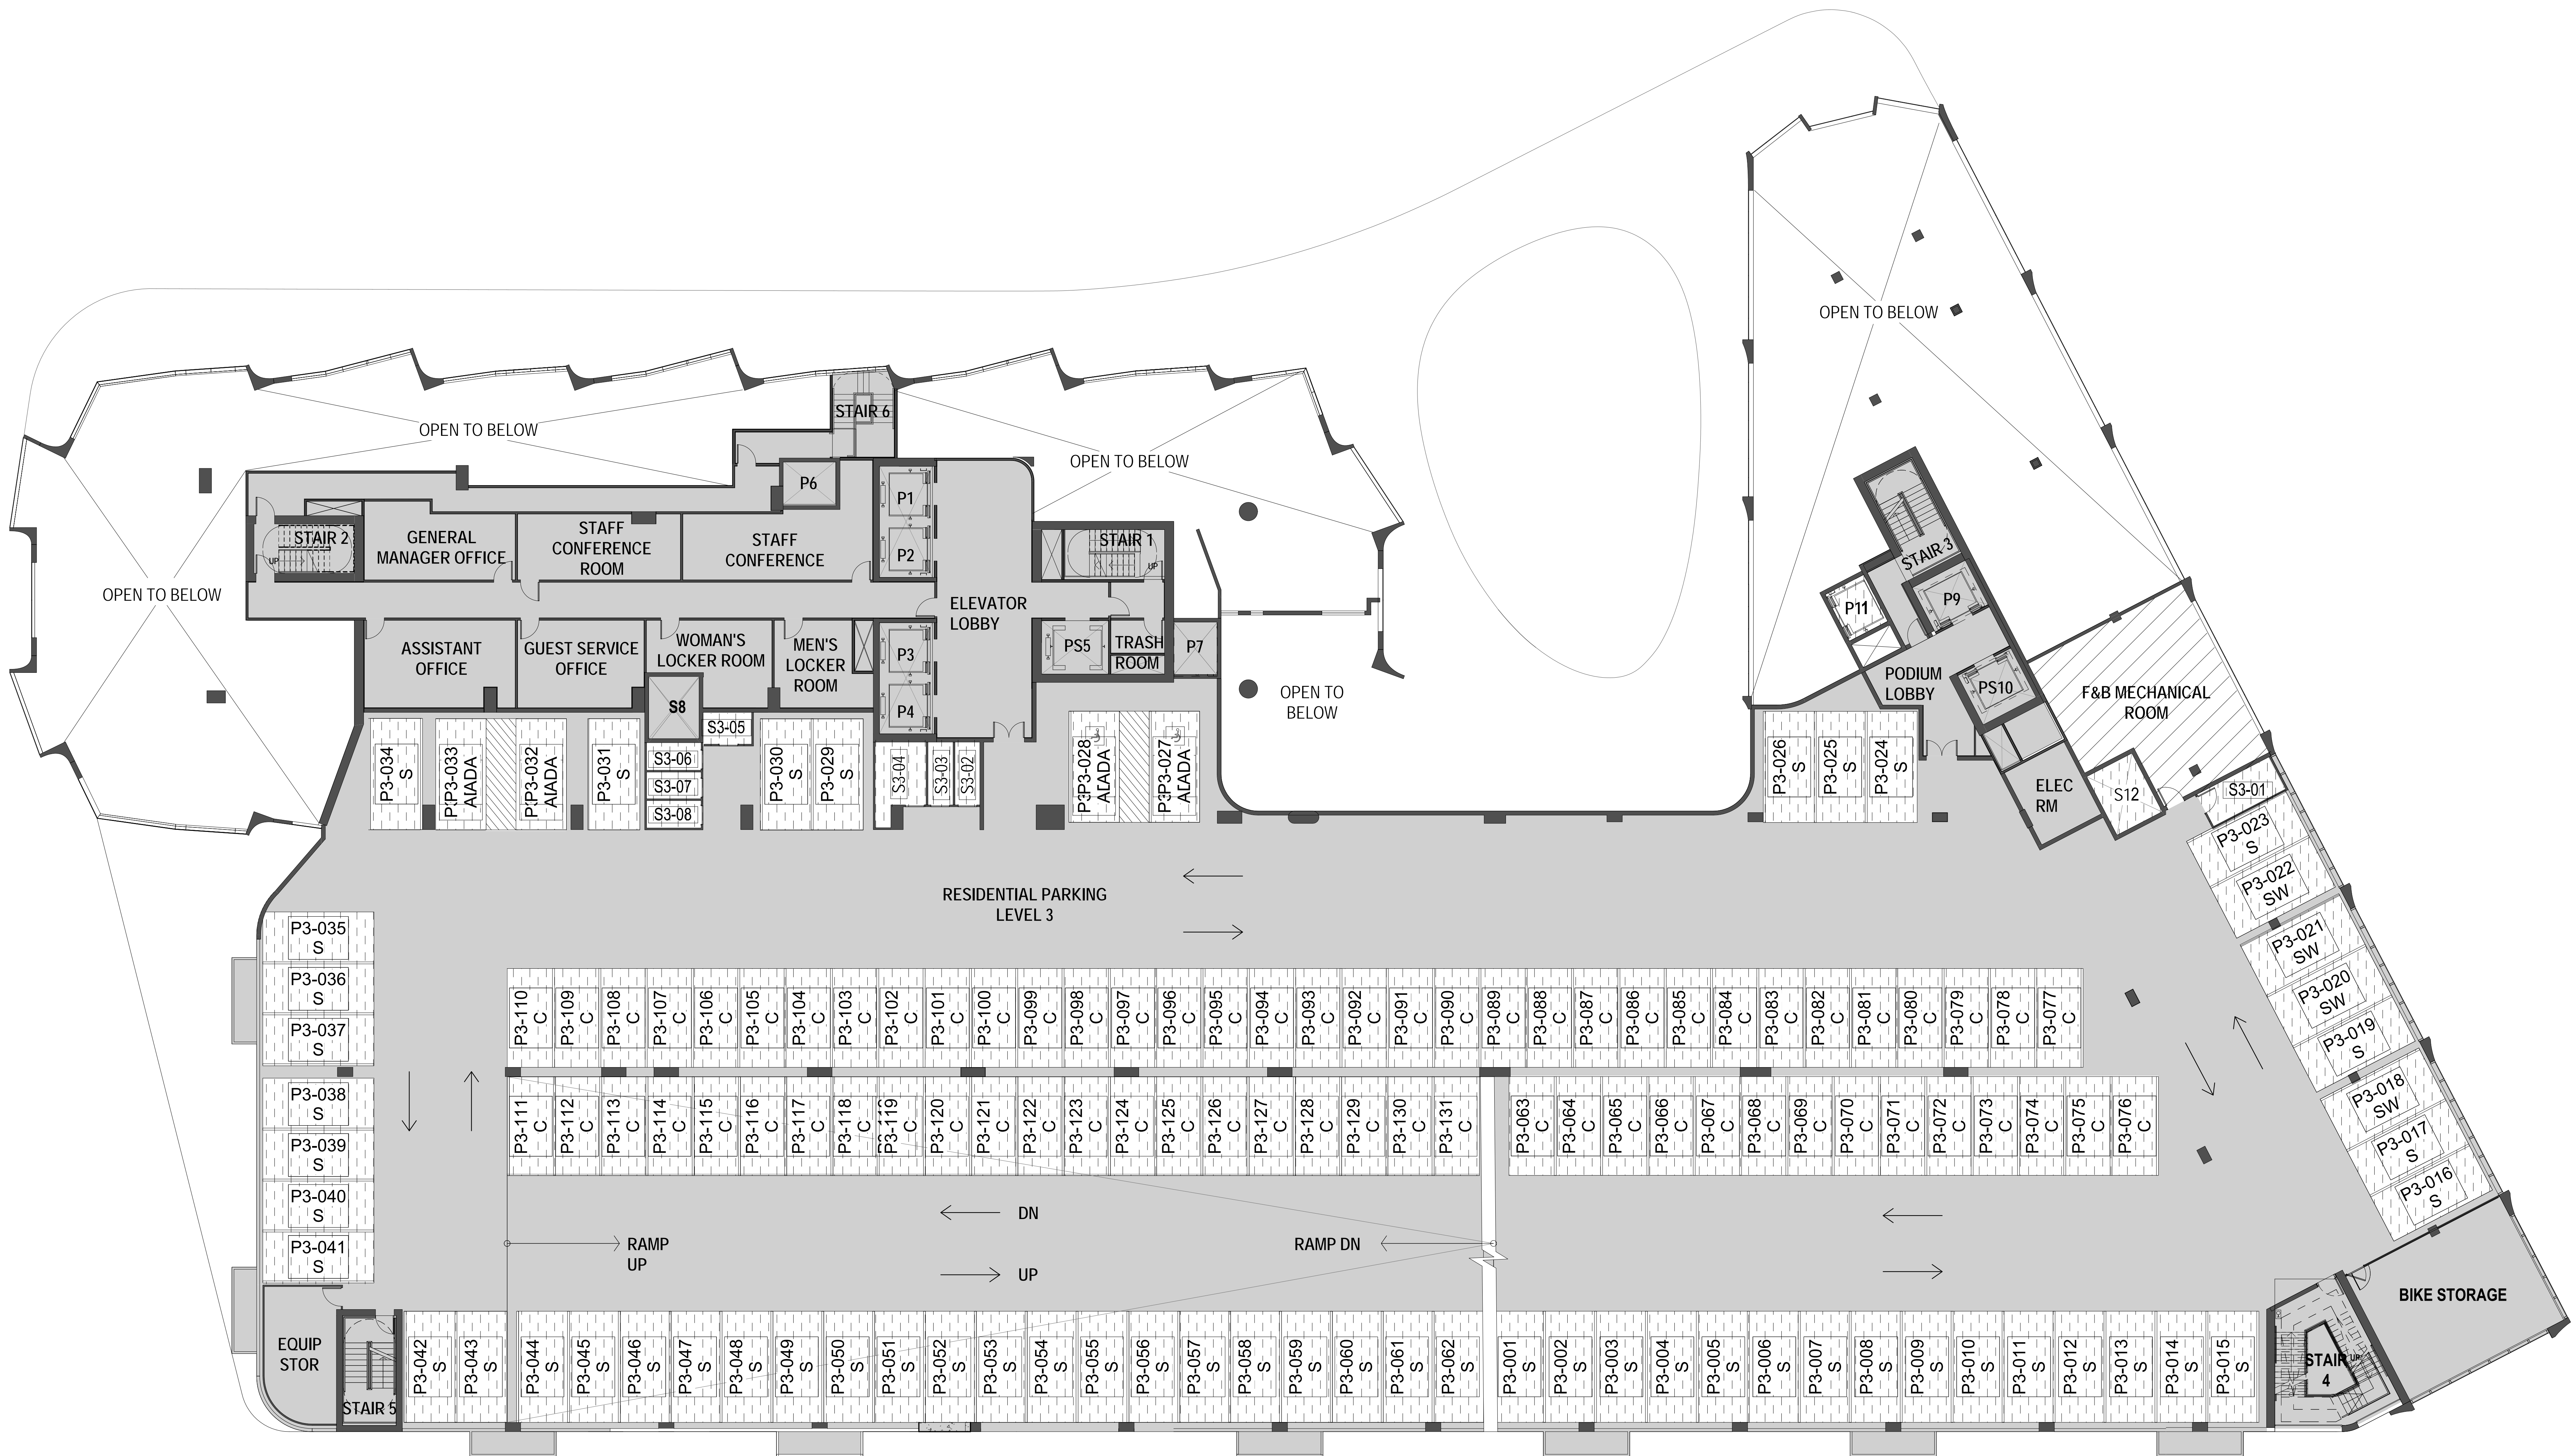 OPEN TO BELOW
STAIR 6
OPEN TO BELOW
OPEN TO BELOW
P6
P1
P2
STAIR 2
UP
GENERAL
MANAGER OFFICE
STAFF
CONFERENCE
ROOM
STAFF
CONFERENCE
STAIR 1
UP
STAIR 3
OPEN TO BELOW
ELEVATOR
LOBBY
P11
P9
ASSISTANT
OFFICE
GUEST SERVICE
OFFICE
WOMAN'S
LOCKER ROOM
MEN'S
LOCKER
ROOM
P3
P4
PS5
TRASH
ROOM
P7
OPEN TO
BELOW
PODIUM
LOBBY
PS10
F&B MECHANICAL
ROOM
S8
S3-05
S3-06
S3-07
S3-08
S3-04
S3-03
S3-02
ELEC
RM
S12
S3-01
P3-034
S
P3-033
A|ADA
P3-032
A|ADA
P3-031
S
P3-030
S
P3-029
S
P3-028
A|ADA
P3-027
A|ADA
P3-026
S
P3-025
S
P3-024
S
P3-023
S
P3-022
SW
P3-021
SW
P3-020
SW
P3-019
S
P3-018
SW
P3-017
S
P3-016
S
RESIDENTIAL PARKING
LEVEL 3
P3-035
S
P3-036
S
P3-037
S
P3-038
S
P3-039
S
P3-040
S
P3-041
S
P3-110
C
P3-109
C
P3-108
C
P3-107
C
P3-106
C
P3-105
C
P3-104
C
P3-103
C
P3-102
C
P3-101
C
P3-100
C
P3-099
C
P3-098
C
P3-097
C
P3-096
C
P3-095
C
P3-094
C
P3-093
C
P3-092
C
P3-091
C
P3-090
C
P3-089
C
P3-088
C
P3-087
C
P3-086
C
P3-085
C
P3-084
C
P3-083
C
P3-082
C
P3-081
C
P3-080
C
P3-079
C
P3-078
C
P3-077
C
P3-111
C
P3-112
C
P3-113
C
P3-114
C
P3-115
C
P3-116
C
P3-117
C
P3-118
C
P3-119
C
P3-120
C
P3-121
C
P3-122
C
P3-123
C
P3-124
C
P3-125
C
P3-126
C
P3-127
C
P3-128
C
P3-129
C
P3-130
C
P3-131
C
P3-063
C
P3-064
C
P3-065
C
P3-066
C
P3-067
C
P3-068
C
P3-069
C
P3-070
C
P3-071
C
P3-072
C
P3-073
C
P3-074
C
P3-075
C
P3-076
C
DN
RAMP
UP
RAMP DN
UP
EQUIP
STOR
STAIR 5
P3-042
S
P3-043
S
P3-044
S
P3-045
S
P3-046
S
P3-047
S
P3-048
S
P3-049
S
P3-050
S
P3-051
S
P3-052
S
P3-053
S
P3-054
S
P3-055
S
P3-056
S
P3-057
S
P3-058
S
P3-059
S
P3-060
S
P3-061
S
P3-062
S
P3-001
S
P3-002
S
P3-003
S
P3-004
S
P3-005
S
P3-006
S
P3-007
S
P3-008
S
P3-009
S
P3-010
S
P3-011
S
P3-012
S
P3-013
S
P3-014
S
P3-015
S
STAIR
4
UP
BIKE STORAGE